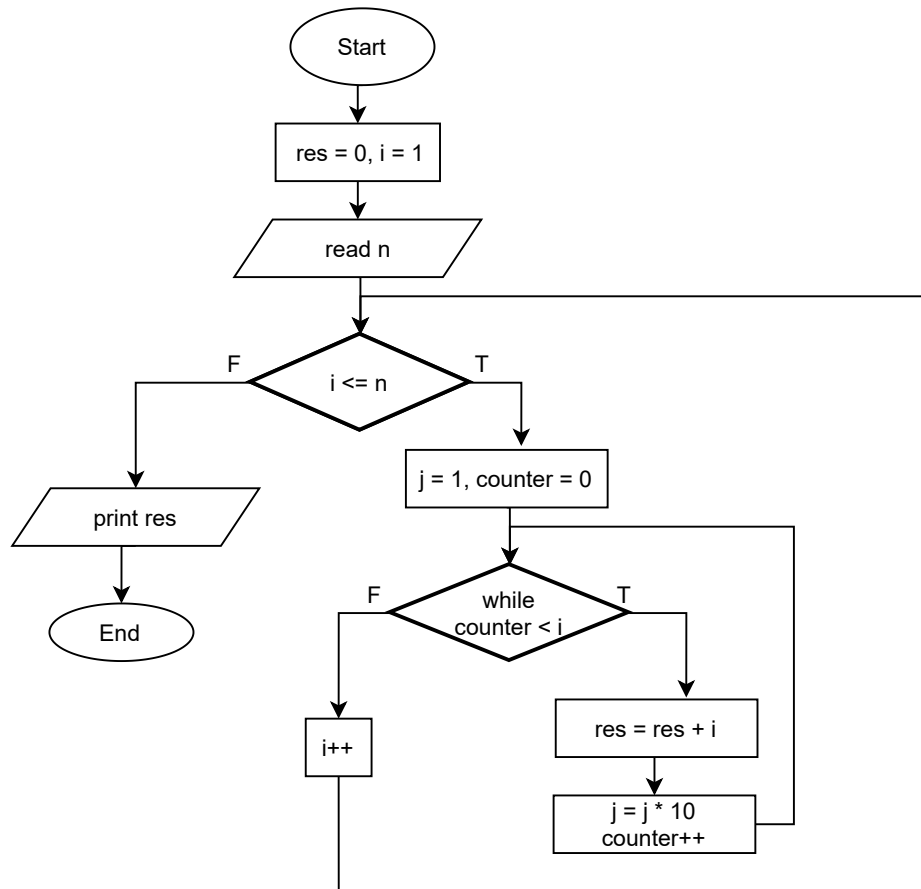 Start
res = 0, i = 1
read n
F
T
i <= n
j = 1, counter = 0
print res
F
T
while
counter < i
End
res = res + i
i++
j = j * 10
counter++